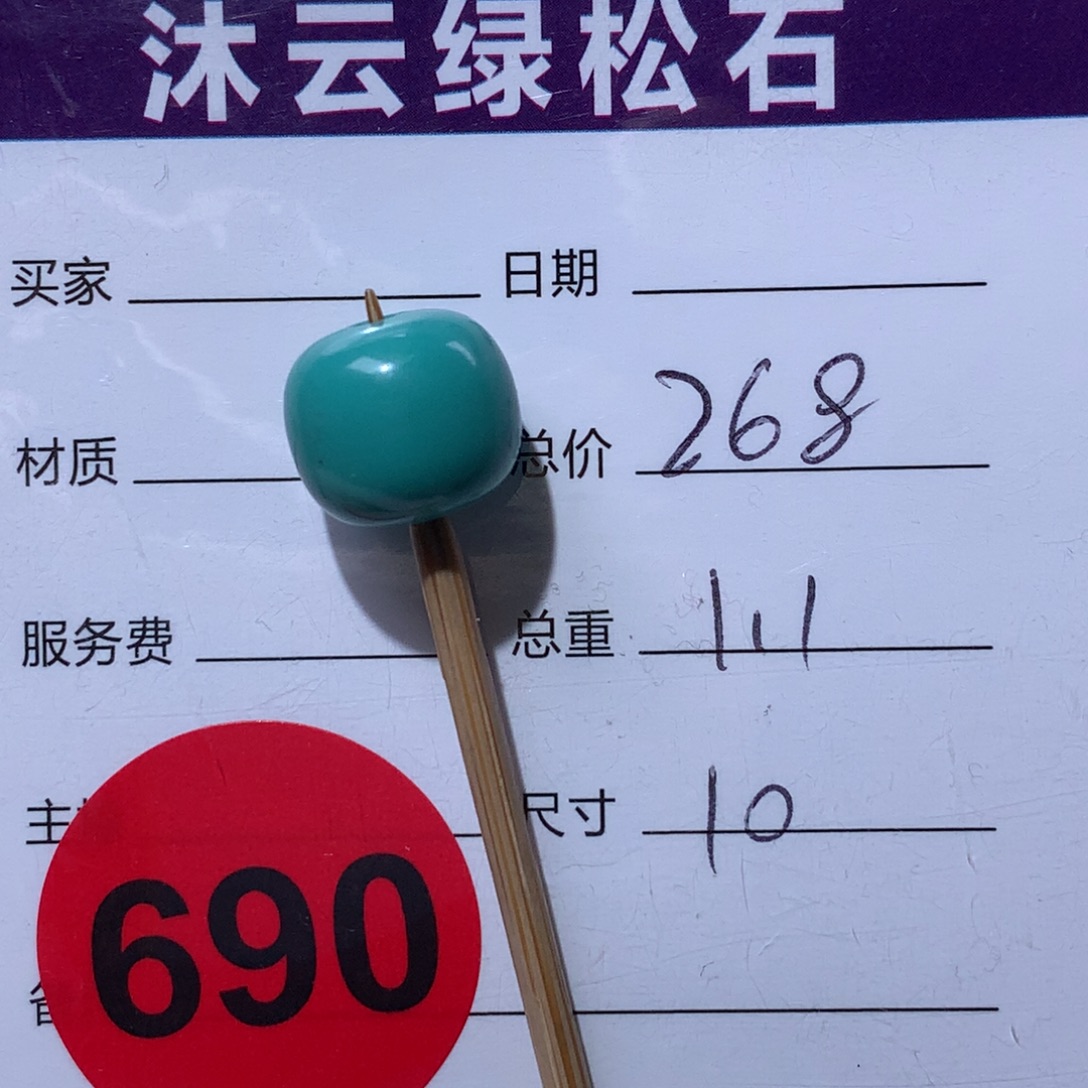 沐云绿松石
买家 日期
材质 总价 268
服务费 总重 1.1
主 尺寸 10
690